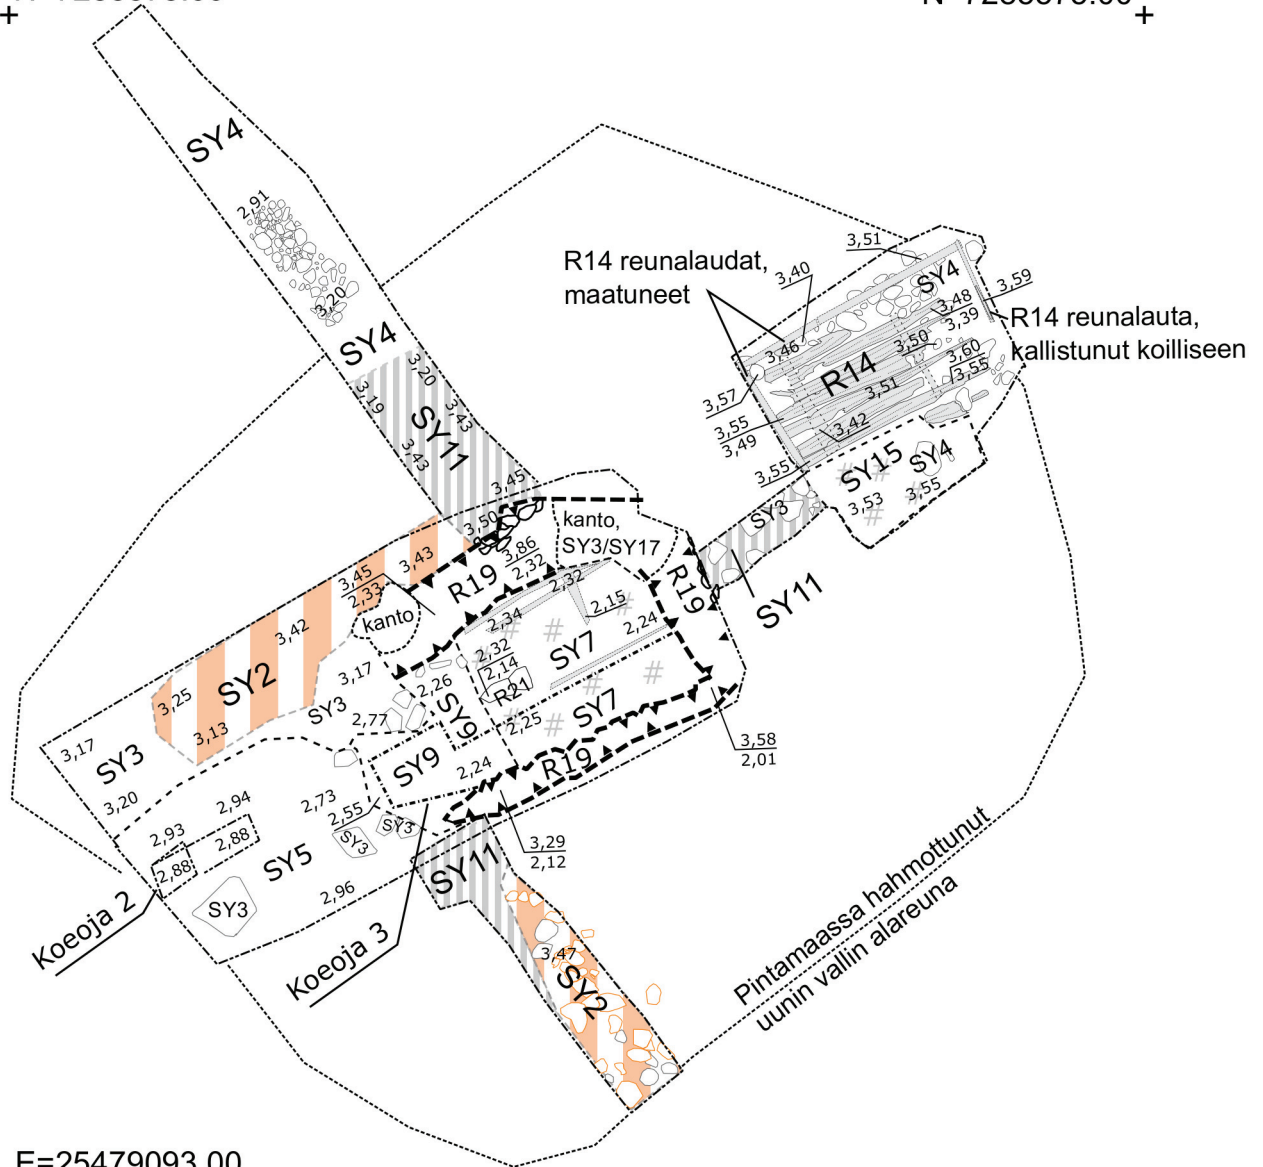 SY4
2,91
3,20
SY4
3,20
3,19
3,43
SY11
3,43
3,45
3,50
R14 reunalaudat,
maatuneet
3,40
3,51
SY4
3,59
3,48
3,39
R14 reunalauta,
kallistunut koilliseen
3,46
3,50
R14
3,60
3,55
3,51
3,57
3,55
3,49
3,42
3,55
SY15
SY4
3,53
3,55
SY3
SY11
kanto,
SY3/SY17
3,86
2,32
R19
R19
3,43
3,45
2,33
kanto
2,32
2,15
2,34
2,24
SY7
2,32
2,14
R21
3,42
SY2
3,25
3,13
3,17
SY3
2,77
2,26
SY9
2,25
SY7
3,17
SY3
3,20
SY9
2,24
R19
3,58
2,01
2,94
2,73
2,55
2,93
2,88
2,88
SY3
SY3
SY5
2,96
SY3
3,29
2,12
SY11
Koeoja 2
Koeoja 3
3,47
SY2
Pintamaassa hahmottunut
uunin vallin alareuna
E=25479093.00